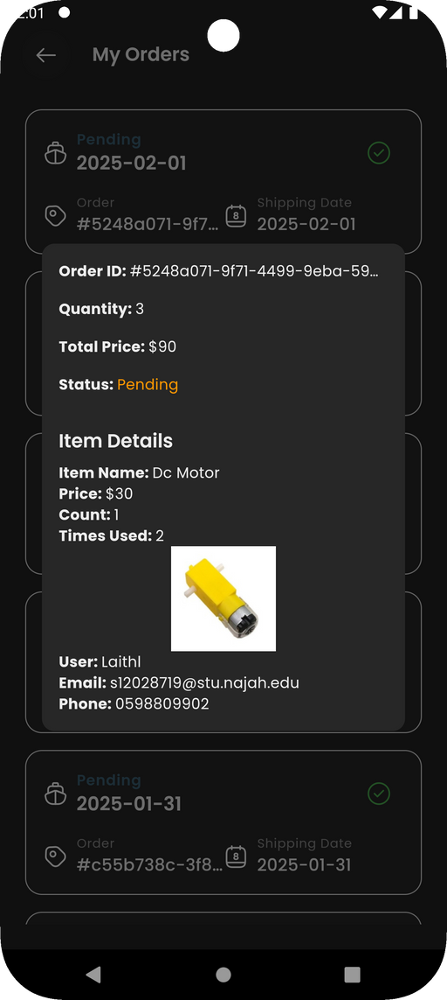 2:01
My Orders
Pending
2025-02-01
Order
Shipping Date
#5248a071-9f7...
8
2025-02-01
Order ID: #5248a071-9f71-4499-9eba-59...
Quantity: 3
Total Price: $90
Status: Pending
Item Details
Item Name: Dc Motor
Price: $30
Count: 1
Times Used: 2
User: Laithl
Email: s12028719@stu.najah.edu
Phone: 0598809902
Pending
2025-01-31
Order
Shipping Date
#c55b738c-3f8...
8
2025-01-31